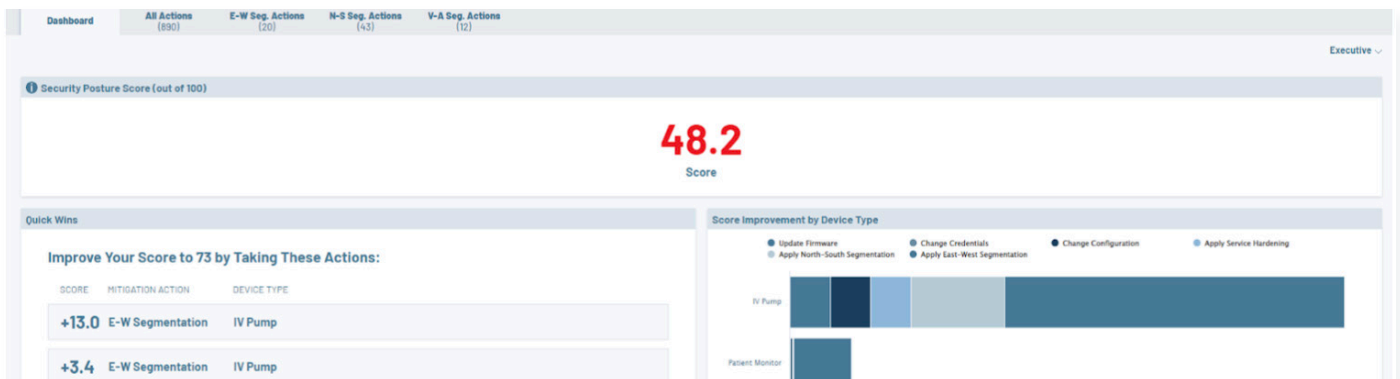 Dashboard
All Actions
(890)
E-W Seg. Actions
(20)
N-S Seg. Actions
(43)
V-A Seg. Actions
(12)
Executive
Security Posture Score (out of 100)
48.2
Score
Quick Wins
Improve Your Score to 73 by Taking These Actions:
SCORE MITIGATION ACTION DEVICE TYPE
+13.0 E-W Segmentation IV Pump
+3.4 E-W Segmentation IV Pump
Score Improvement by Device Type
Update Firmware Change Credentials Change Configuration Apply Service Hardening
Apply North-South Segmentation Apply East-West Segmentation
IV Pump
Patient Monitor